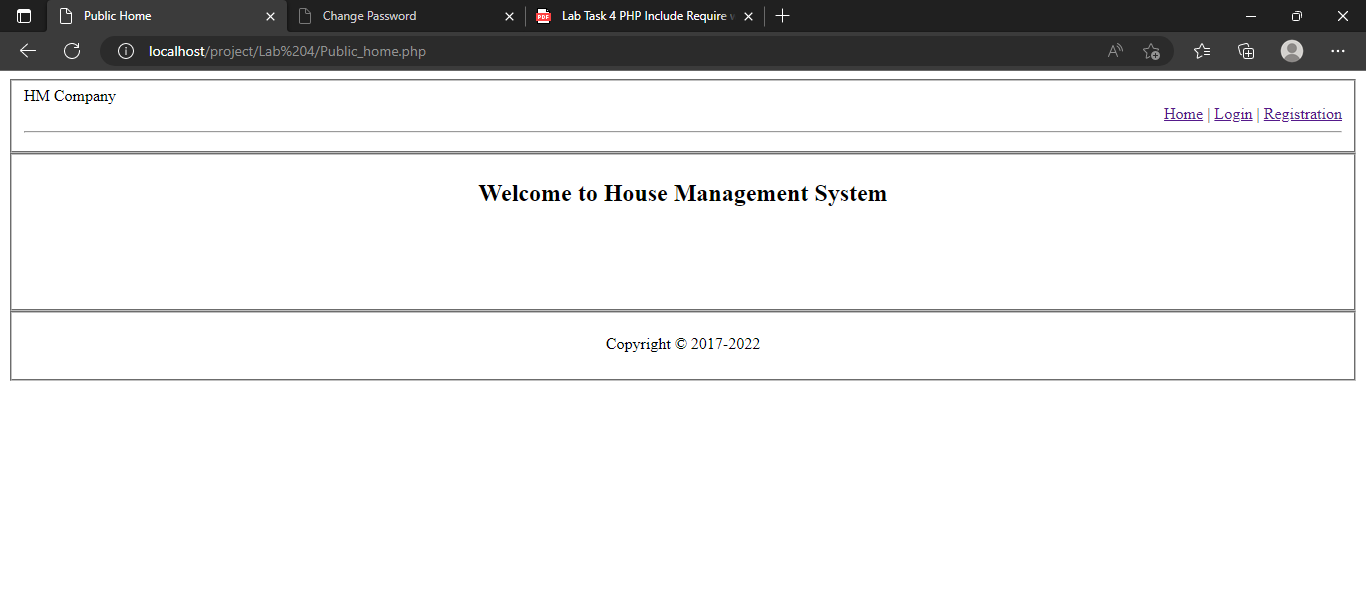 Public Home
Change Password
Lab Task 4 PHP Include Require
localhost/project/Lab%204/Public_home.php
HM Company
Home | Login | Registration
Welcome to House Management System
Copyright © 2017-2022